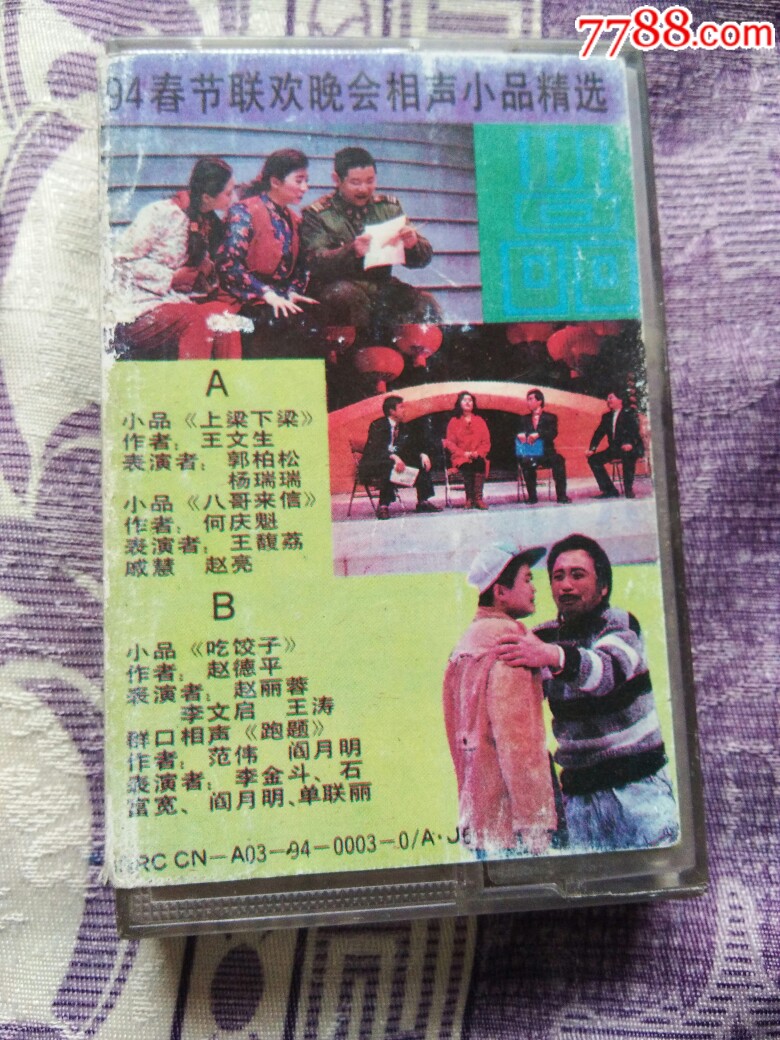 7788.com
94春节联欢晚会相声小品精选
A
小品《上梁下梁》
作者：王文生
表演者：郭柏松
杨瑞瑞
小品《八哥来信》
作者：何庆魁
表演者：王馥荔
戚慧 赵亮
B
小品《吃饺子》
作者：赵德平
表演者：赵丽蓉
李文启 王涛
群口相声《跑题》
作者：范伟 阎月明
表演者：李金斗、石
富宽、阎月明、单联丽
ISRC CN－A03－94－0003－0/A·J6